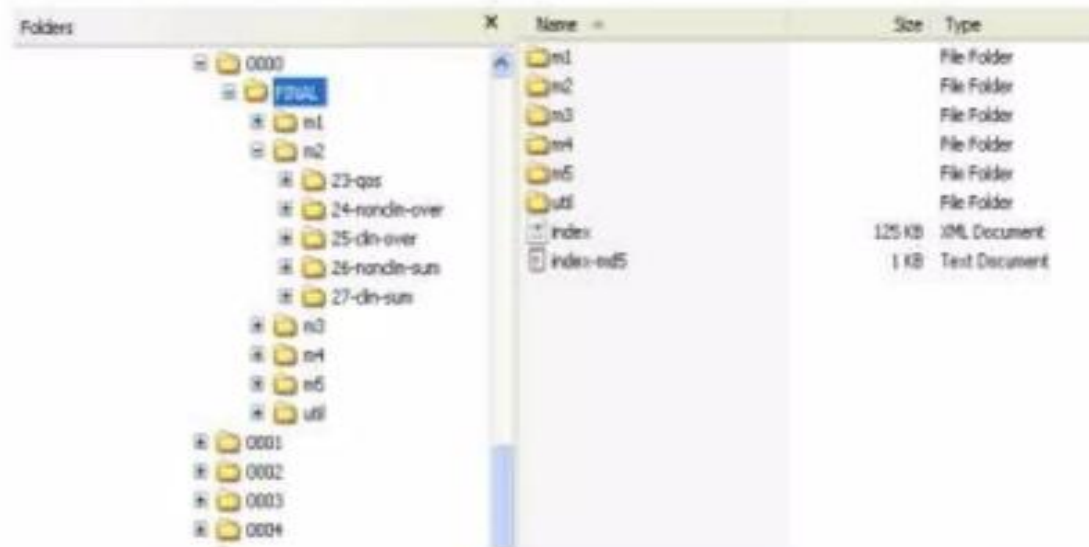 Folders
Name Size Type
0000
FINAL
m1
m2
23-qos
24-nonclin-over
25-clin-over
26-nonclin-sum
27-clin-sum
m3
m4
m5
util
0001
0002
0003
0004
m1 File Folder
m2 File Folder
m3 File Folder
m4 File Folder
m5 File Folder
util File Folder
index 125 KB XML Document
index-md5 1 KB Text Document